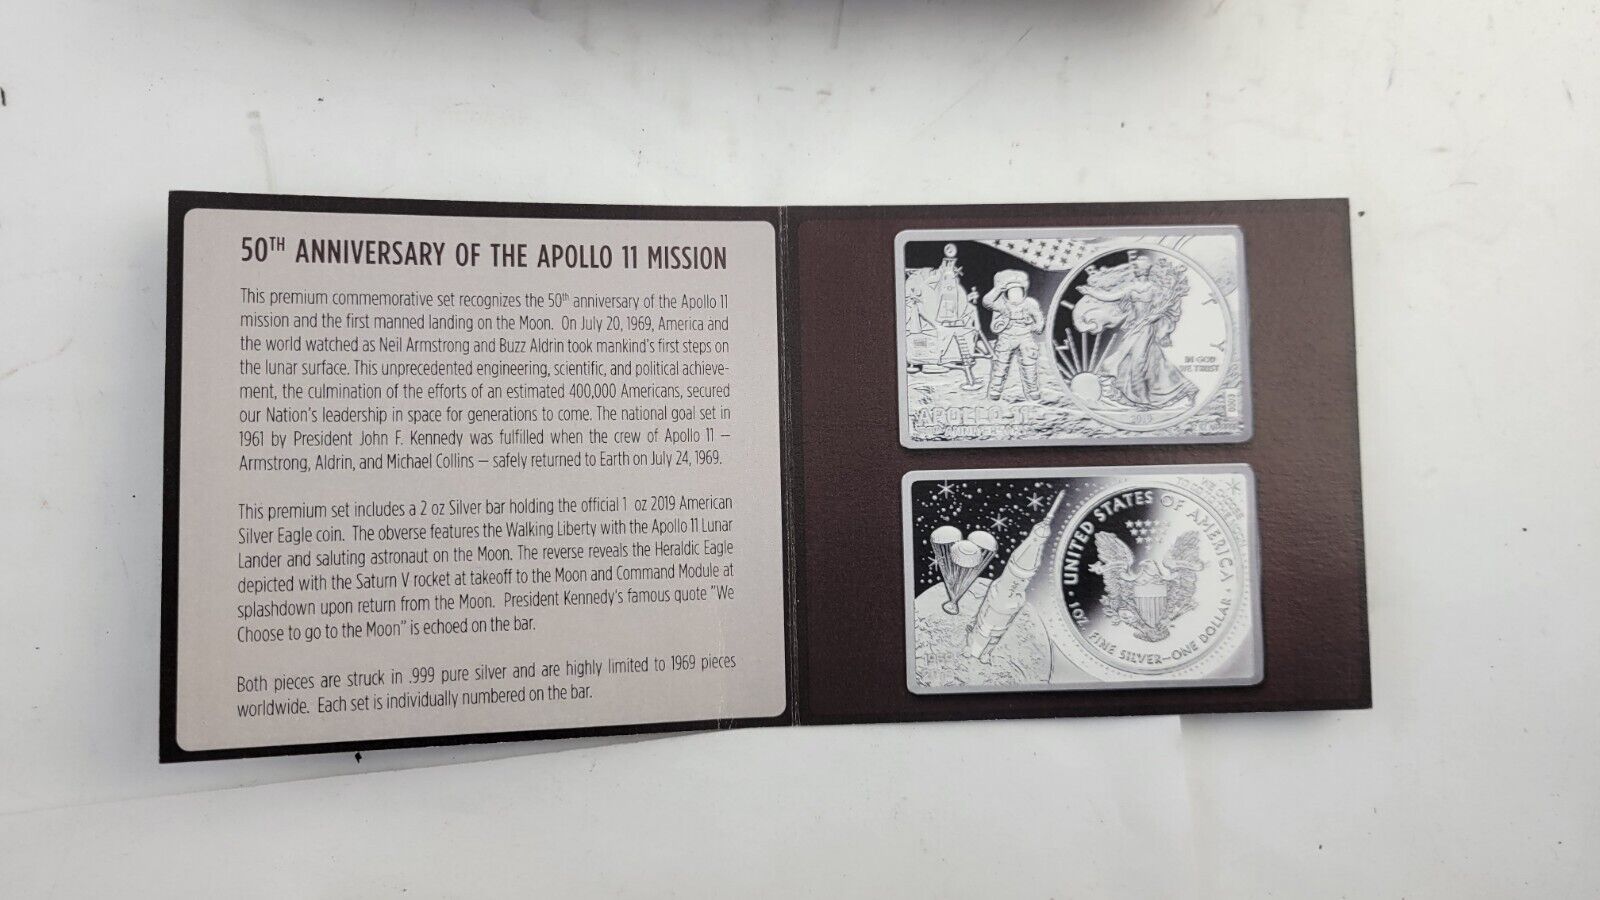 50TH ANNIVERSARY OF THE APOLLO 11 MISSION
This premium commemorative set recognizes the 50th anniversary of the Apollo 11
mission and the first manned landing on the Moon. On July 20, 1969, America and
the world watched as Neil Armstrong and Buzz Aldrin took mankind's first steps on
the lunar surface. This unprecedented engineering, scientific, and political achieve-
ment, the culmination of the efforts of an estimated 400,000 Americans, secured
our Nation's leadership in space for generations to come. The national goal set in
1961 by President John F. Kennedy was fulfilled when the crew of Apollo 11 –
Armstrong, Aldrin, and Michael Collins – safely returned to Earth on July 24, 1969.
This premium set includes a 2 oz Silver bar holding the official 1 oz 2019 American
Silver Eagle coin. The obverse features the Walking Liberty with the Apollo 11 Lunar
Lander and saluting astronaut on the Moon. The reverse reveals the Heraldic Eagle
depicted with the Saturn V rocket at takeoff to the Moon and Command Module at
splashdown upon return from the Moon. President Kennedy's famous quote "We
Choose to go to the Moon" is echoed on the bar.
Both pieces are struck in .999 pure silver and are highly limited to 1969 pieces
worldwide. Each set is individually numbered on the bar.
LIBERTY
IN GOD
WE TRUST
2019
0000
APOLLO 11
50TH ANNIVERSARY
WE CHOOSE
UNITED STATES OF AMERICA
1 OZ. FINE SILVER–ONE DOLLAR
1969